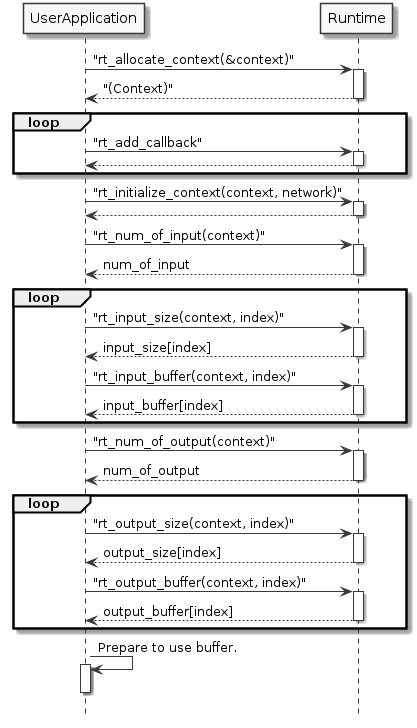 UserApplication
Runtime
"rt_allocate_context(&context)"
"(Context)"
loop
"rt_add_callback"
"rt_initialize_context(context, network)"
"rt_num_of_input(context)"
num_of_input
loop
"rt_input_size(context, index)"
input_size[index]
"rt_input_buffer(context, index)"
input_buffer[index]
"rt_num_of_output(context)"
num_of_output
loop
"rt_output_size(context, index)"
output_size[index]
"rt_output_buffer(context, index)"
output_buffer[index]
Prepare to use buffer.